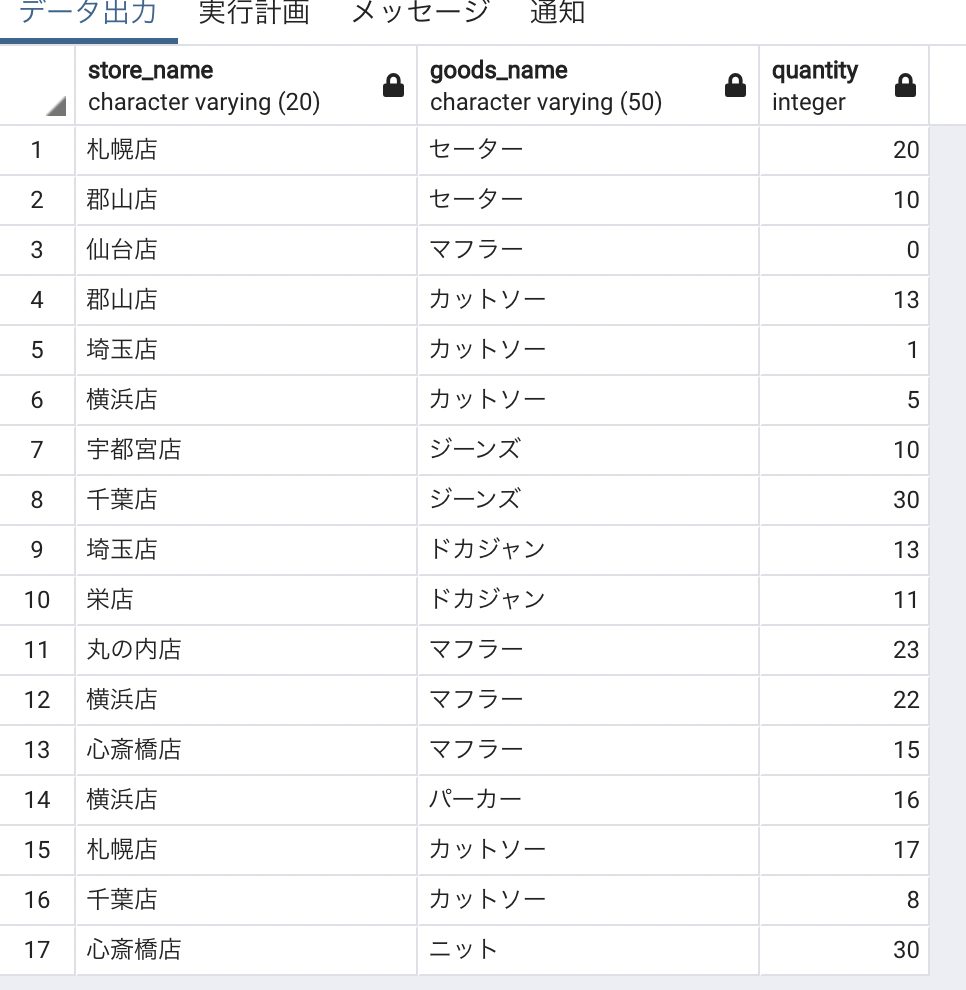 データ出力 実行計画 メッセージ 通知
store_name goods_name quantity
character varying (20) character varying (50) integer
1 札幌店 セーター 20
2 郡山店 セーター 10
3 仙台店 マフラー 0
4 郡山店 カットソー 13
5 埼玉店 カットソー 1
6 横浜店 カットソー 5
7 宇都宮店 ジーンズ 10
8 千葉店 ジーンズ 30
9 埼玉店 ドカジャン 13
10 栄店 ドカジャン 11
11 丸の内店 マフラー 23
12 横浜店 マフラー 22
13 心斎橋店 マフラー 15
14 横浜店 パーカー 16
15 札幌店 カットソー 17
16 千葉店 カットソー 8
17 心斎橋店 ニット 30